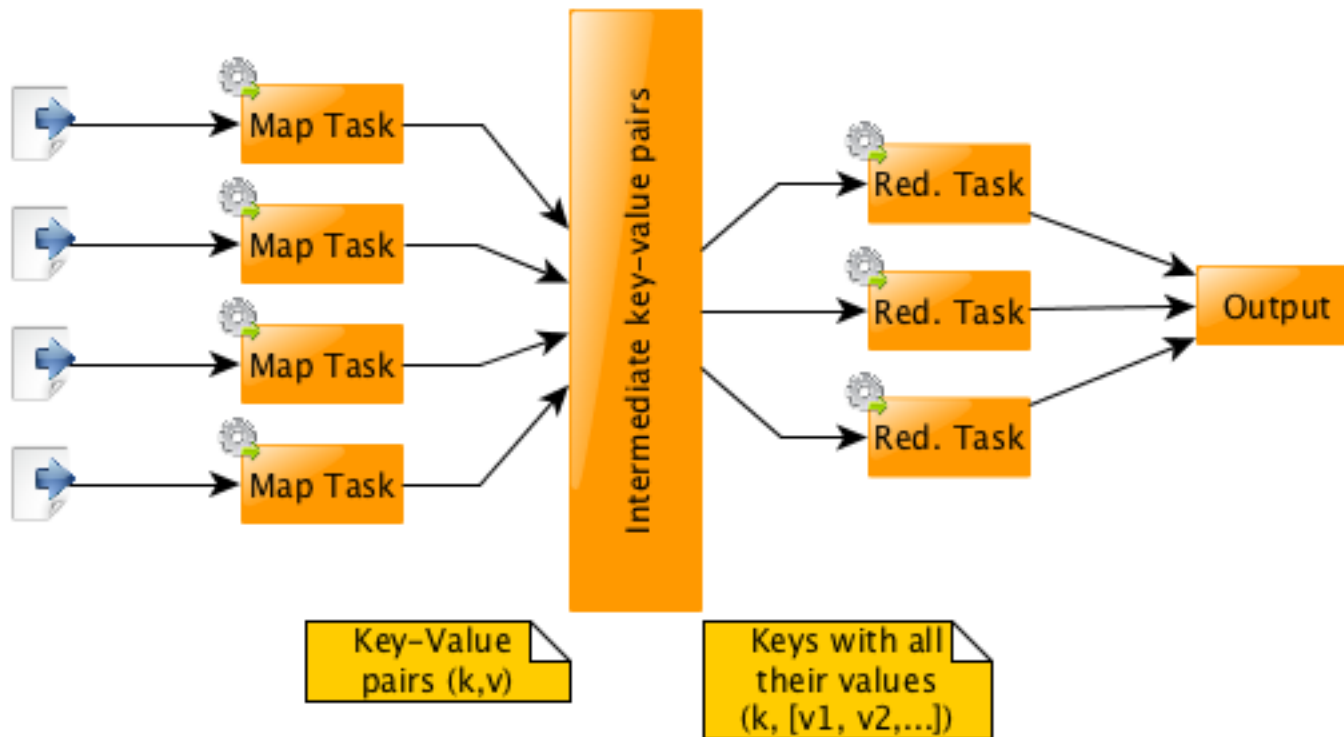 Map Task
Map Task
Map Task
Map Task
Intermediate key-value pairs
Red. Task
Red. Task
Red. Task
Output
Key-Value
pairs (k,v)
Keys with all
their values
(k, [v1, v2,...])